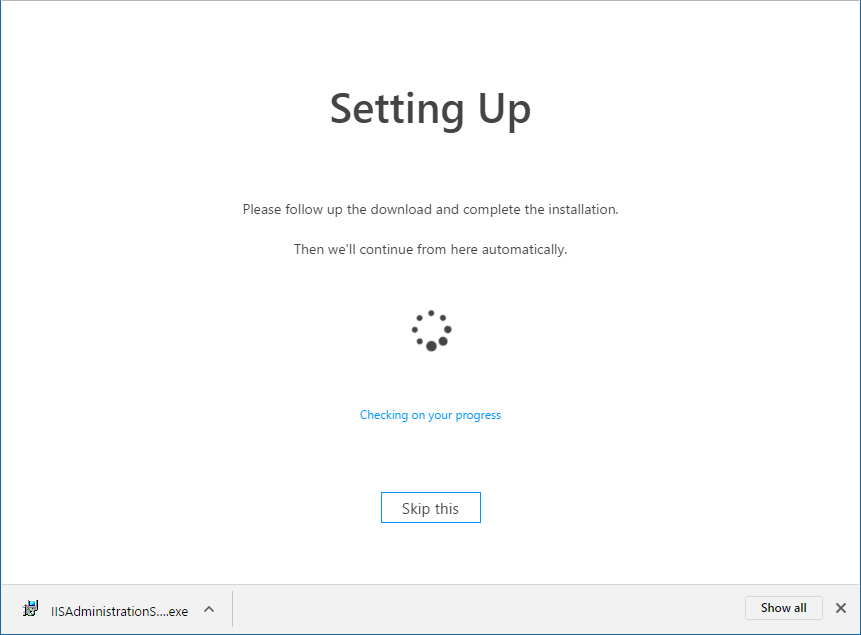 Setting Up
Please follow up the download and complete the installation.
Then we'll continue from here automatically.
Checking on your progress
Skip this
IISAdministrationS....exe
Show all